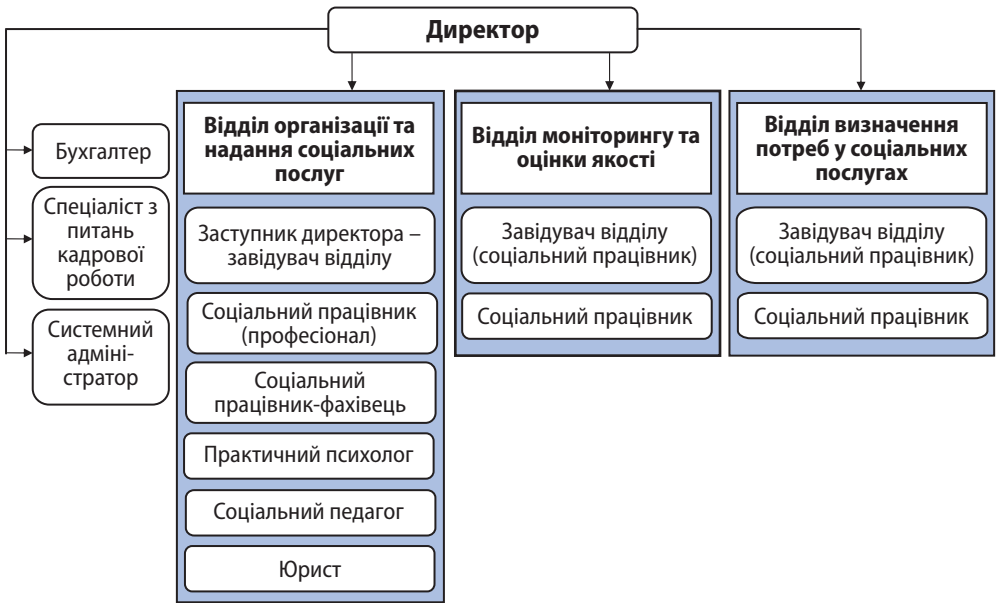 Директор
Бухгалтер
Спеціаліст з
питань
кадрової
роботи
Системний
адміні-
стратор
Відділ організації та
надання соціальних
послуг
Заступник директора –
завідувач відділу
Соціальний працівник
(професіонал)
Соціальний
працівник-фахівець
Практичний психолог
Соціальний педагог
Юрист
Відділ моніторингу та
оцінки якості
Завідувач відділу
(соціальний працівник)
Соціальний працівник
Відділ визначення
потреб у соціальних
послугах
Завідувач відділу
(соціальний працівник)
Соціальний працівник